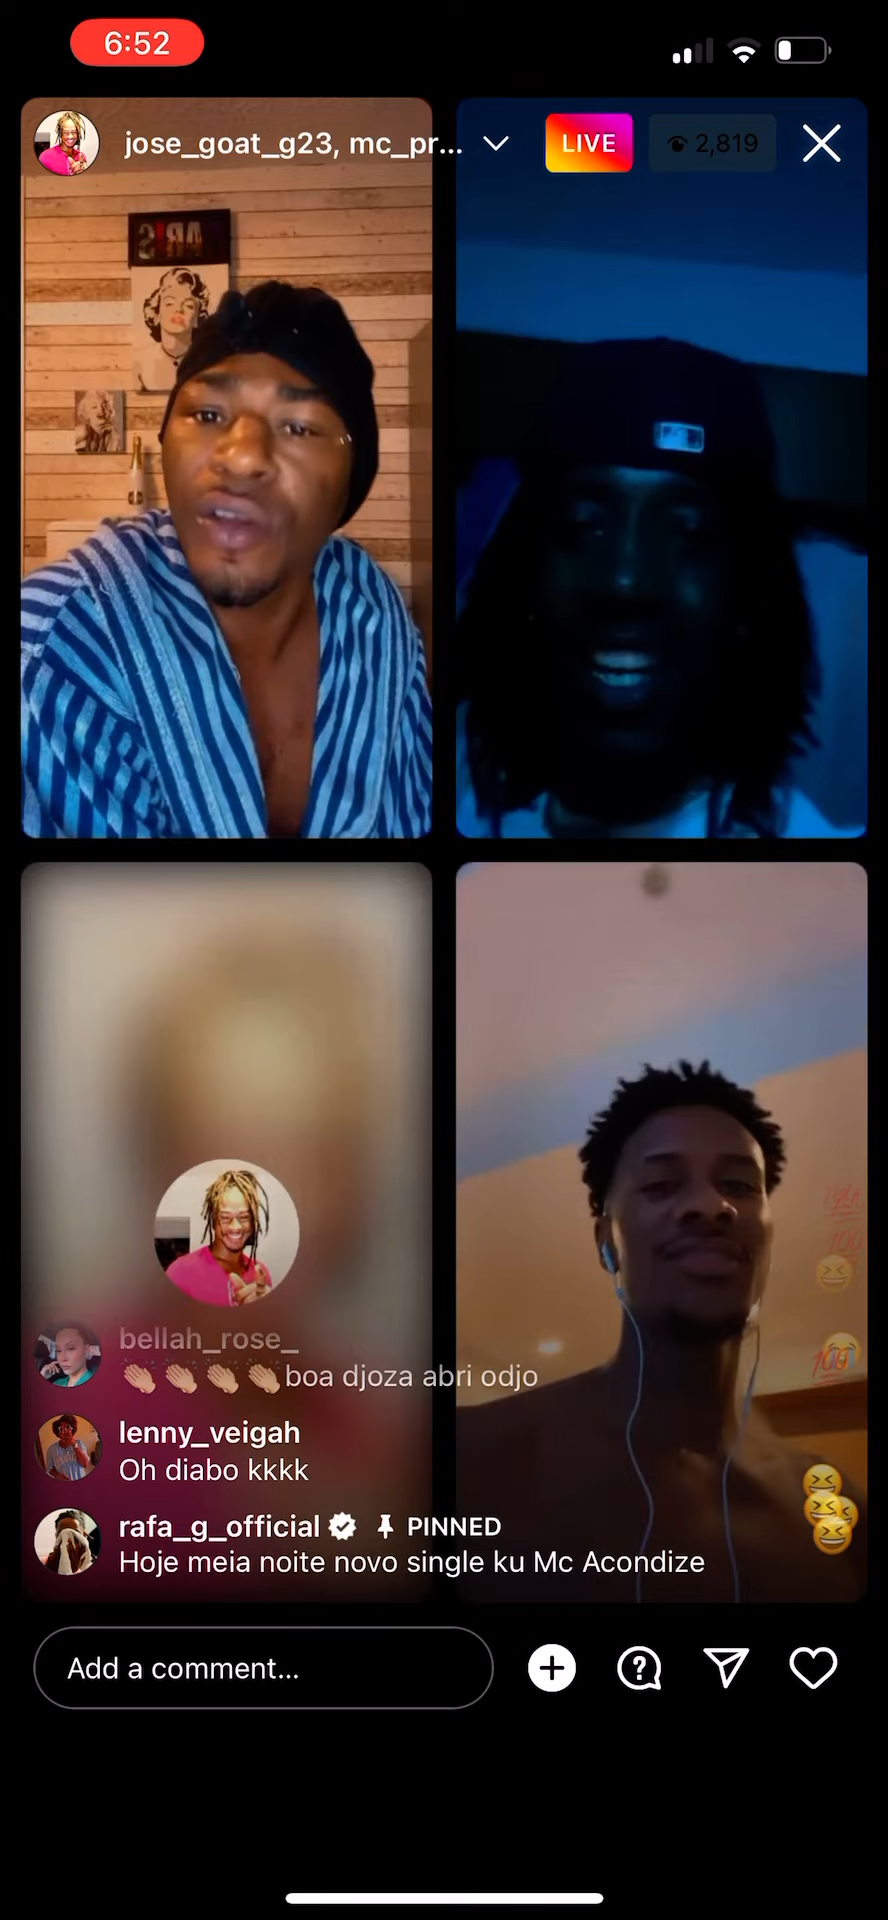 6:52
jose_goat_g23, mc_pr...
LIVE
2,819
bellah_rose_
👏🏼👏🏼👏🏼👏🏼boa djoza abri odjo
lenny_veigah
Oh diabo kkkk
rafa_g_official PINNED
Hoje meia noite novo single ku Mc Acondize
Add a comment...